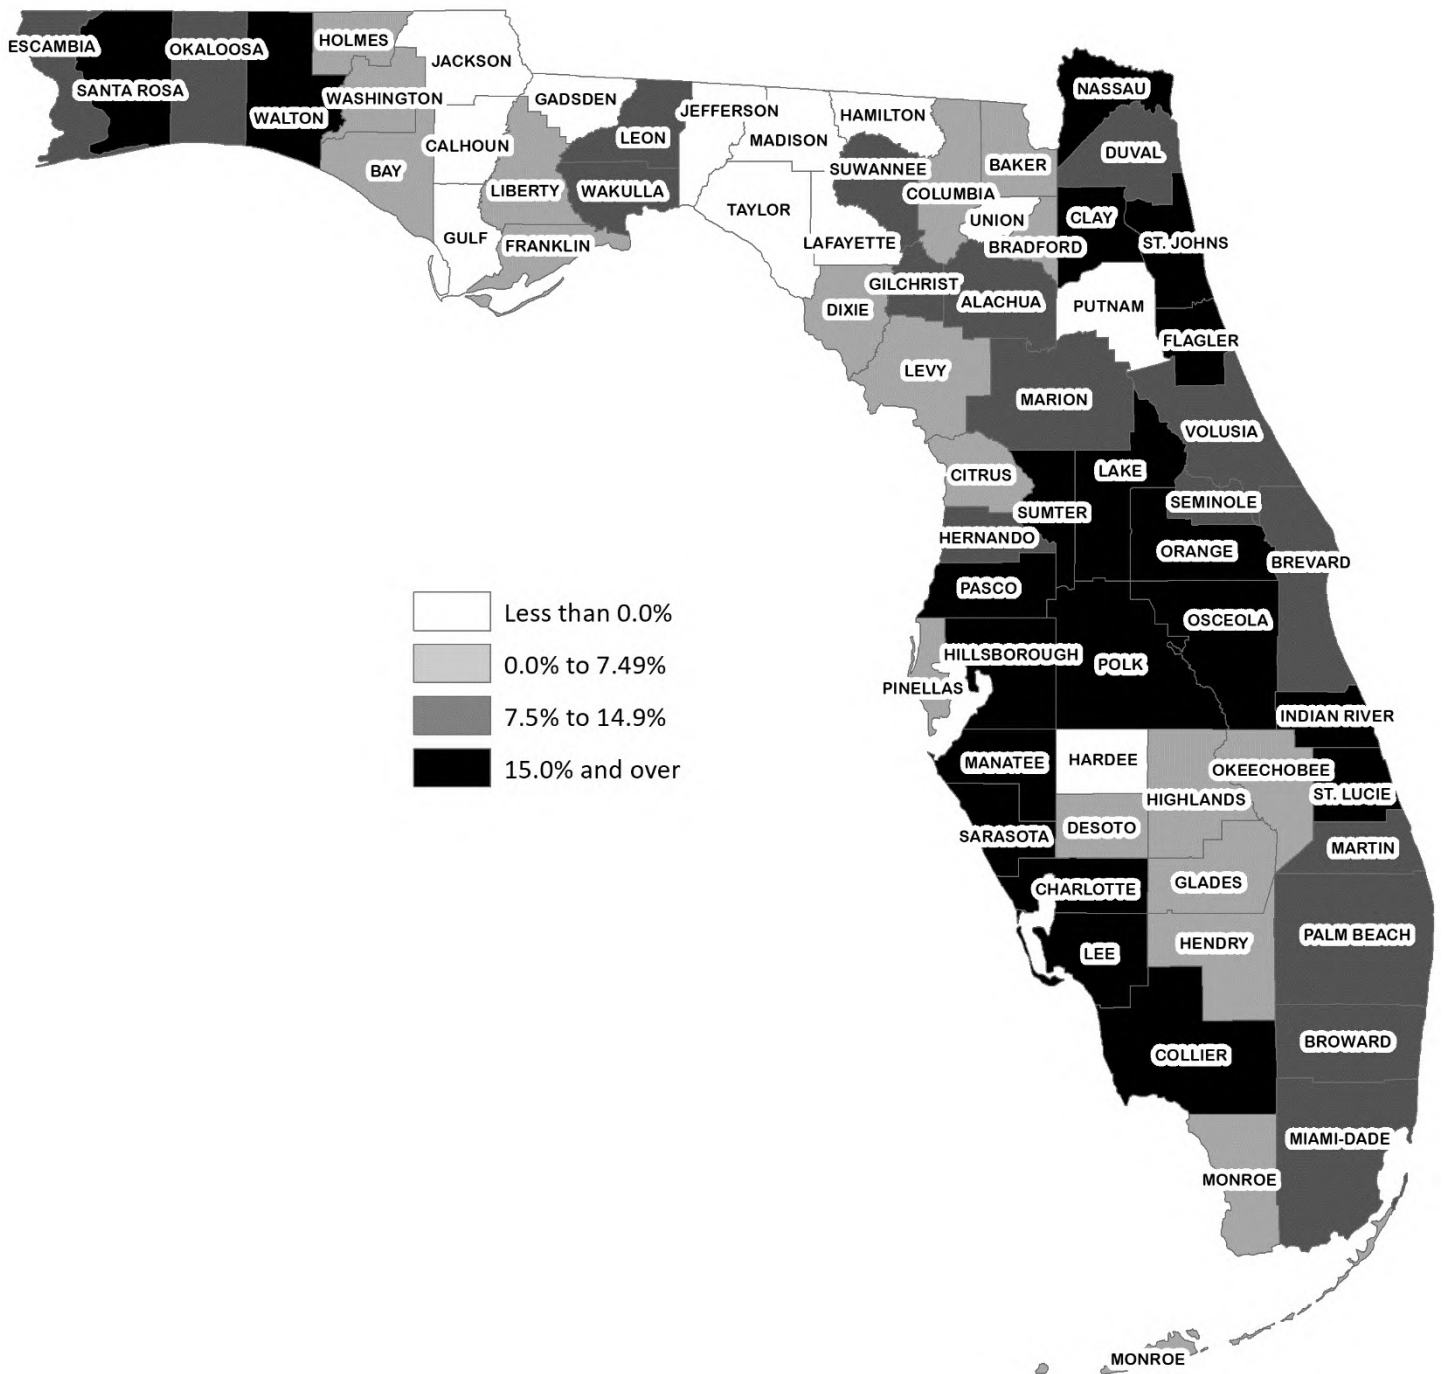 ESCAMBIA
SANTA ROSA
OKALOOSA
WALTON
HOLMES
WASHINGTON
BAY
JACKSON
CALHOUN
GULF
LIBERTY
FRANKLIN
GADSDEN
LEON
WAKULLA
JEFFERSON
MADISON
TAYLOR
HAMILTON
SUWANNEE
LAFAYETTE
COLUMBIA
BAKER
UNION
BRADFORD
NASSAU
DUVAL
CLAY
ST. JOHNS
GILCHRIST
ALACHUA
DIXIE
PUTNAM
FLAGLER
LEVY
MARION
VOLUSIA
CITRUS
LAKE
SUMTER
SEMINOLE
HERNANDO
ORANGE
BREVARD
PASCO
OSCEOLA
HILLSBOROUGH
POLK
PINELLAS
INDIAN RIVER
MANATEE
HARDEE
OKEECHOBEE
HIGHLANDS
ST. LUCIE
SARASOTA
DESOTO
MARTIN
CHARLOTTE
GLADES
LEE
HENDRY
PALM BEACH
BROWARD
COLLIER
MIAMI-DADE
MONROE
MONROE
Less than 0.0%
0.0% to 7.49%
7.5% to 14.9%
15.0% and over